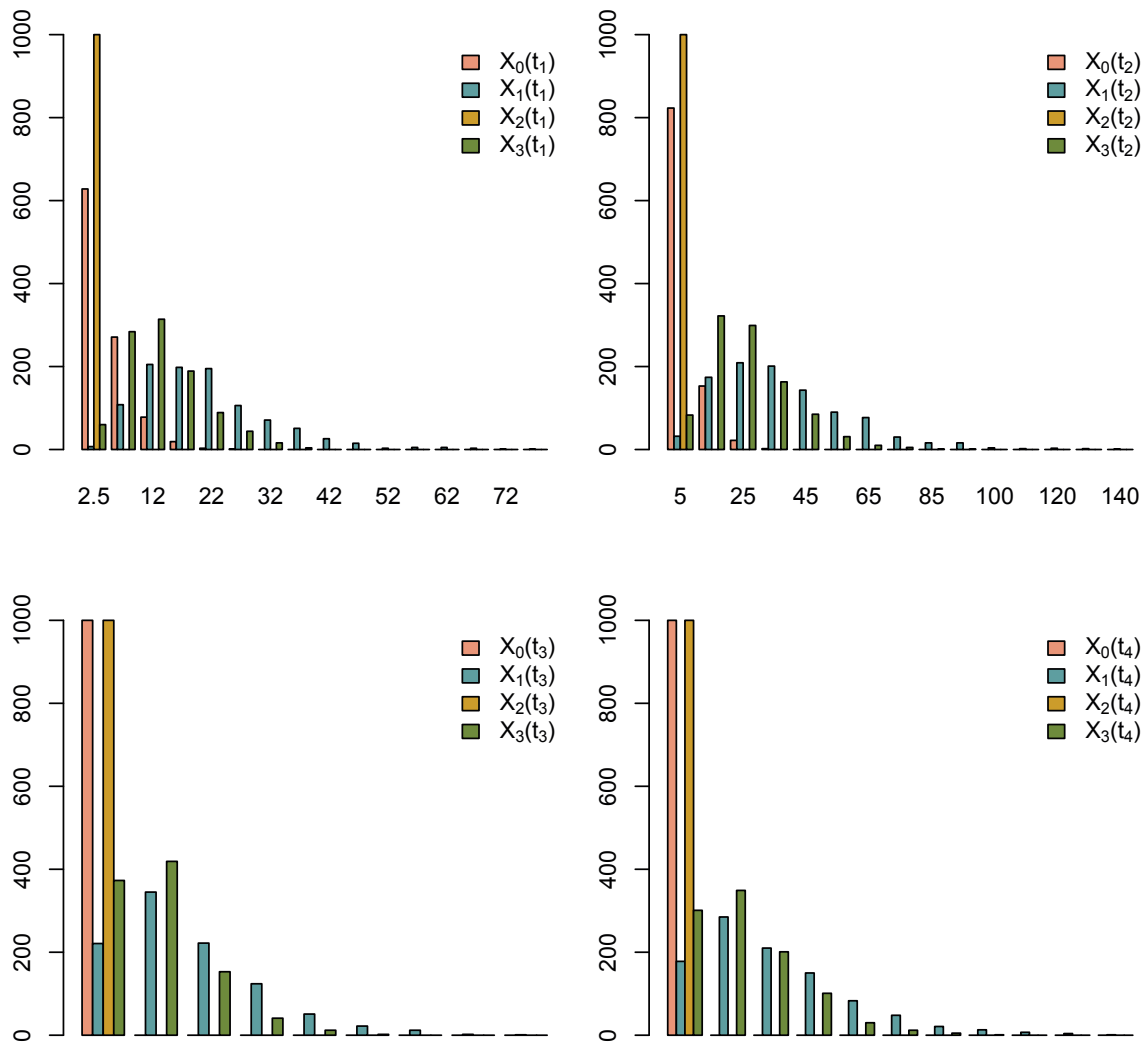 1000
800
600
400
200
0
X₀(t₁)
X₁(t₁)
X₂(t₁)
X₃(t₁)
2.5 12 22 32 42 52 62 72
1000
800
600
400
200
0
X₀(t₂)
X₁(t₂)
X₂(t₂)
X₃(t₂)
5 25 45 65 85 100 120 140
1000
800
600
400
200
0
X₀(t₃)
X₁(t₃)
X₂(t₃)
X₃(t₃)
1000
800
600
400
200
0
X₀(t₄)
X₁(t₄)
X₂(t₄)
X₃(t₄)